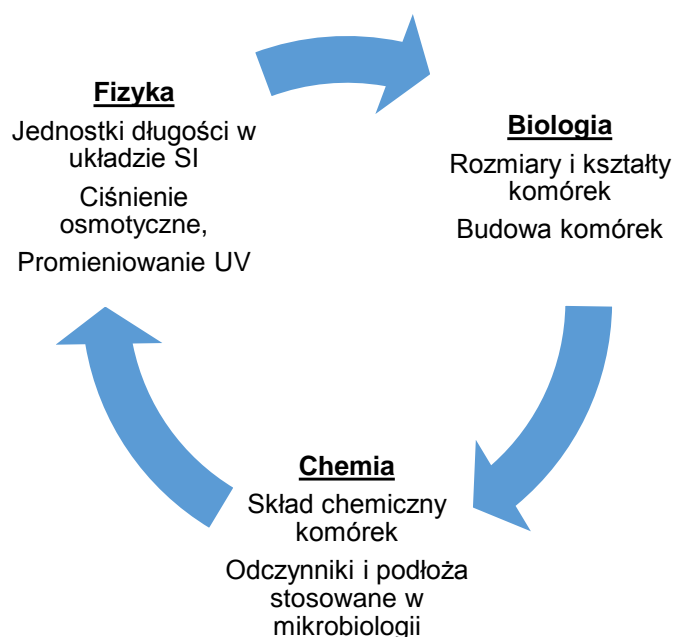 Fizyka
Jednostki długości w
układzie SI
Ciśnienie
osmotyczne,
Promieniowanie UV
Biologia
Rozmiary i kształty
komórek
Budowa komórek
Chemia
Skład chemiczny
komórek
Odczynniki i podłoża
stosowane w
mikrobiologii